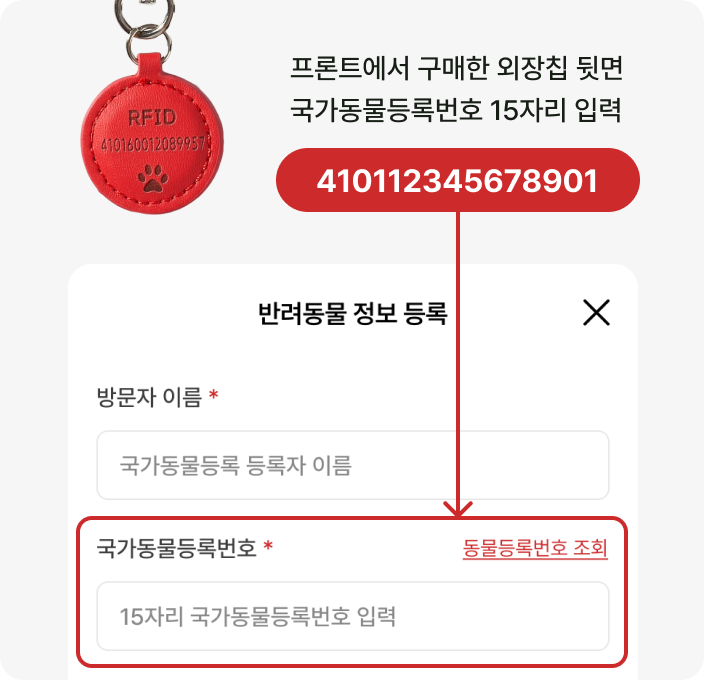 프론트에서 구매한 외장칩 뒷면
국가동물등록번호 15자리 입력
RFID
410160012089957
410112345678901
반려동물 정보 등록
방문자 이름 *
국가동물등록 등록자 이름
국가동물등록번호 *
동물등록번호 조회
15자리 국가동물등록번호 입력